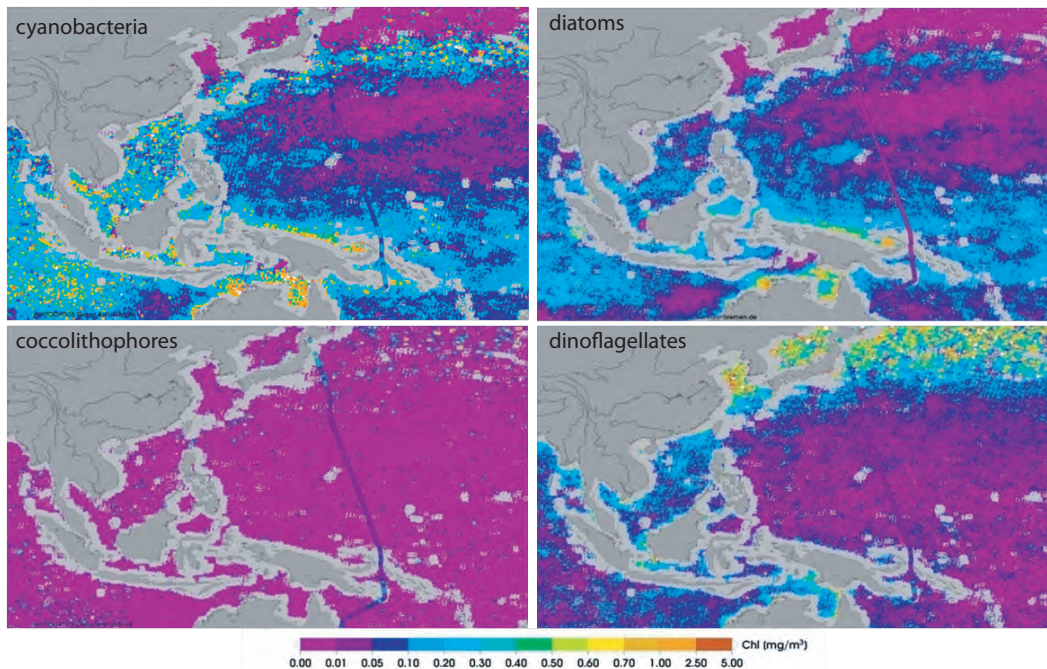 cyanobacteria
diatoms
coccolithophores
dinoflagellates
Chl (mg/m³)
0.00 0.01 0.05 0.10 0.20 0.30 0.40 0.50 0.60 0.70 1.00 2.50 5.00